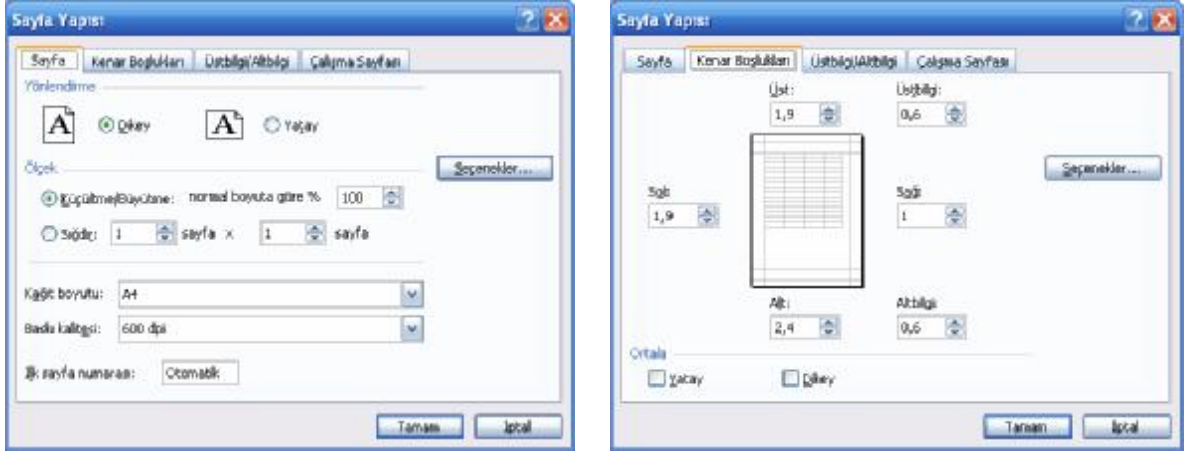 Sayfa Yapısı
Sayfa Kenar Boşlukları Üstbilgi/Altbilgi Çalışma Sayfası
Yönlendirme
A Dikey A Yatay
Ölçek
Seçenekler...
Küçültme/Büyütme: normal boyuta göre % 100
Sığdır: 1 sayfa x 1 sayfa
Kağıt boyutu: A4
Baskı kalitesi: 600 dpi
İlk sayfa numarası: Otomatik
Tamam İptal
Sayfa Yapısı
Sayfa Kenar Boşlukları Üstbilgi/Altbilgi Çalışma Sayfası
Üst: Üstbilgi:
1,9 0,6
Seçenekler...
Sol: Sağ:
1,9 1
Alt: Altbilgi:
2,4 0,6
Ortala
Yatay Dikey
Tamam İptal